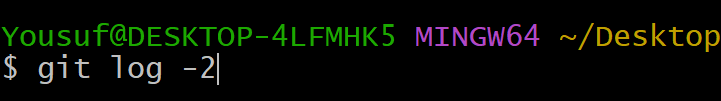 Yousuf@DESKTOP-4LFMHK5 MINGW64 ~/Desktop
$ git log -2